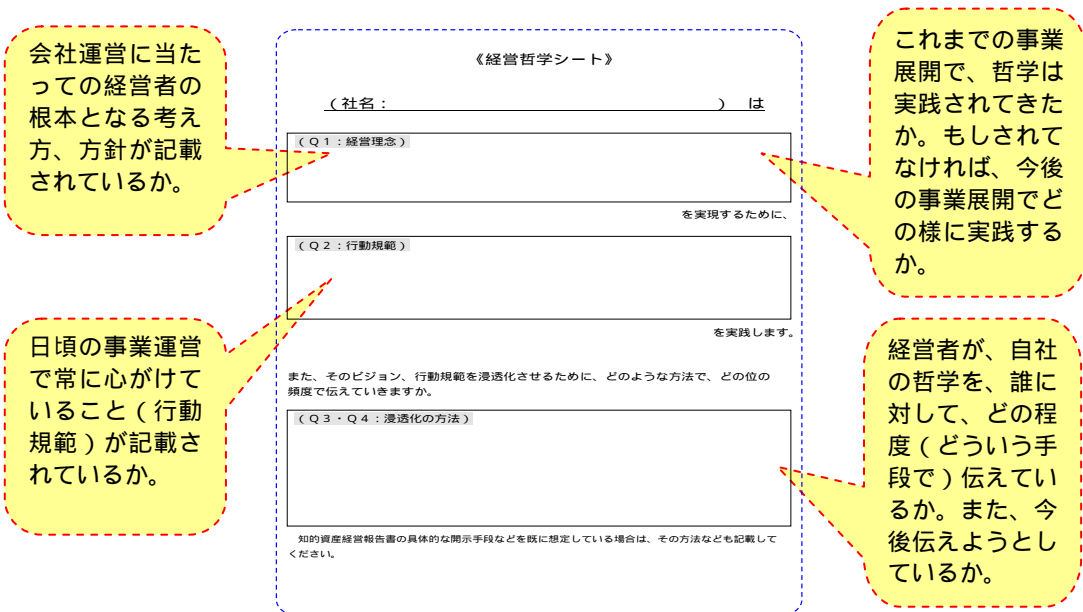 会社運営に当た
っての経営者の
根本となる考え
方、方針が記載
されているか。
日頃の事業運営
で常に心がけて
いること（行動
規範）が記載さ
れているか。
《経営哲学シート》
（社名：　　　　　　　　　　　　　　　　　　　　　）　は
（Ｑ１：経営理念）
を実現するために、
（Ｑ２：行動規範）
を実践します。
また、そのビジョン、行動規範を浸透化させるために、どのような方法で、どの位の
頻度で伝えていきますか。
（Ｑ３・Ｑ４：浸透化の方法）
知的資産経営報告書の具体的な開示手段などを既に想定している場合は、その方法なども記載して
ください。
これまでの事業
展開で、哲学は
実践されてきた
か。もしされて
なければ、今後
の事業展開でど
の様に実践する
か。
経営者が、自社
の哲学を、誰に
対して、どの程
度（どういう手
段で）伝えてい
るか。また、今
後伝えようとし
ているか。